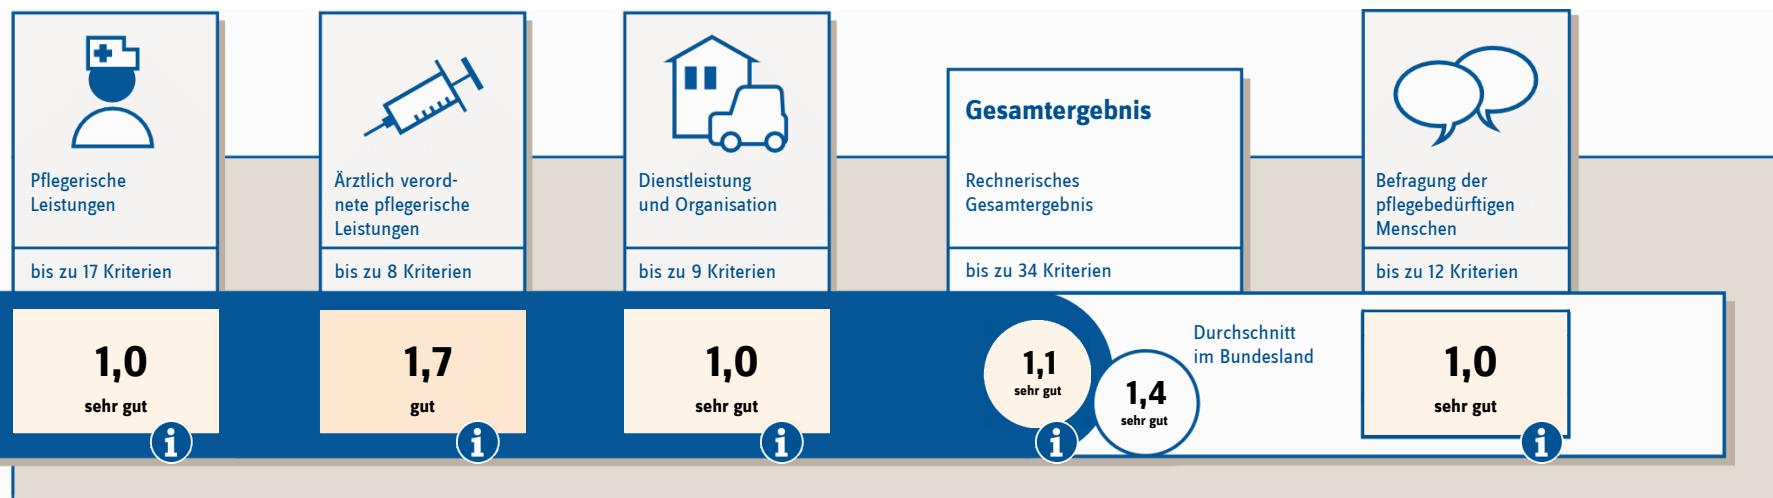 Pflegerische
Leistungen
bis zu 17 Kriterien
1,0
sehr gut
i
Ärztlich verord-
nete pflegerische
Leistungen
bis zu 8 Kriterien
1,7
gut
i
Dienstleistung
und Organisation
bis zu 9 Kriterien
1,0
sehr gut
i
Gesamtergebnis
Rechnerisches
Gesamtergebnis
bis zu 34 Kriterien
1,1
sehr gut
i
1,4
sehr gut
Durchschnitt
im Bundesland
Befragung der
pflegebedürftigen
Menschen
bis zu 12 Kriterien
1,0
sehr gut
i